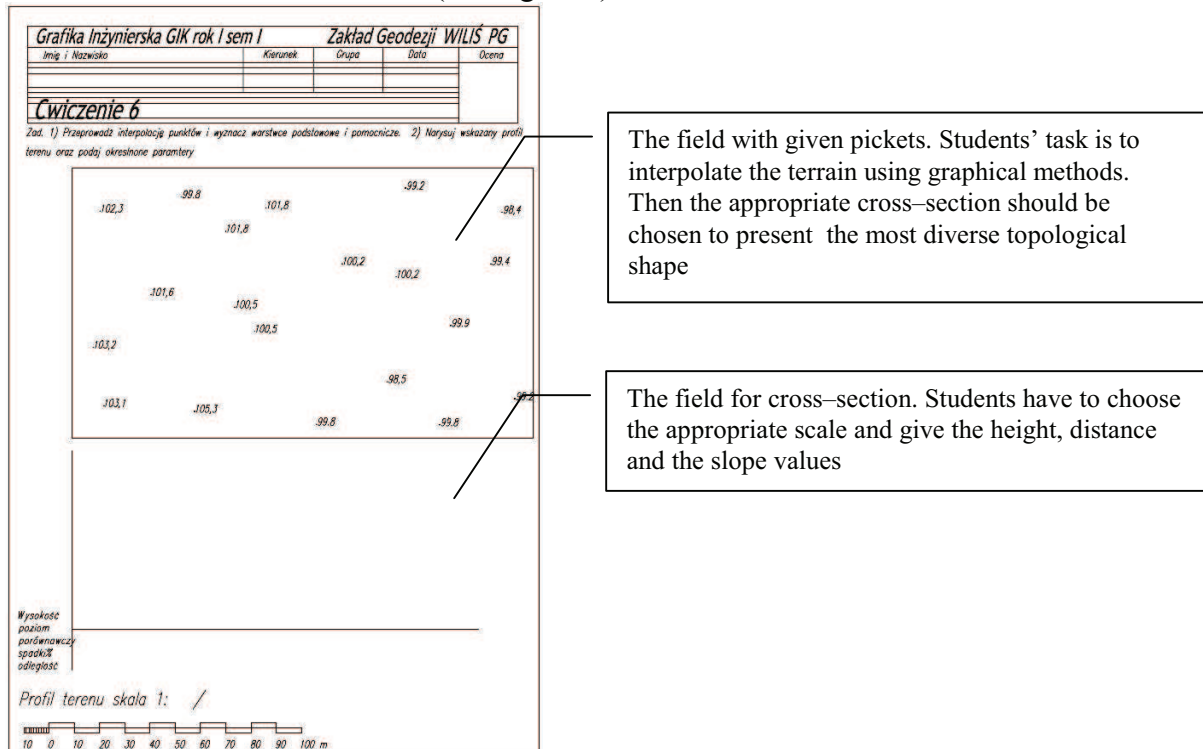 Grafika Inżynierska GIK rok I sem I Zakład Geodezji WILIŚ PG
Imię i Nazwisko Kierunek Grupa Data Ocena
Cwiczenie 6
Zad. 1) Przeprowadź interpolację punktów i wyznacz warstwce podstawowe i pomocnicze. 2) Narysuj wskazany profil
terenu oraz podaj określnone paramtery
The field with given pickets. Students’ task is to
interpolate the terrain using graphical methods.
Then the appropriate cross–section should be
chosen to present the most diverse topological
shape
.99.8 .99.2
.102,3 .101,8 .98,4
.101,8
.100,2 .99.4
.100,2
.101,6
.100,5
.100,5 .99.9
.103,2
.98,5
.103,1 .105,3
.99.8 .99.8
The field for cross–section. Students have to choose
the appropriate scale and give the height, distance
and the slope values
Wysokość
poziom
porównawczy
spadki%
odległość
Profil terenu skala 1: /
10 0 10 20 30 40 50 60 70 80 90 100 m